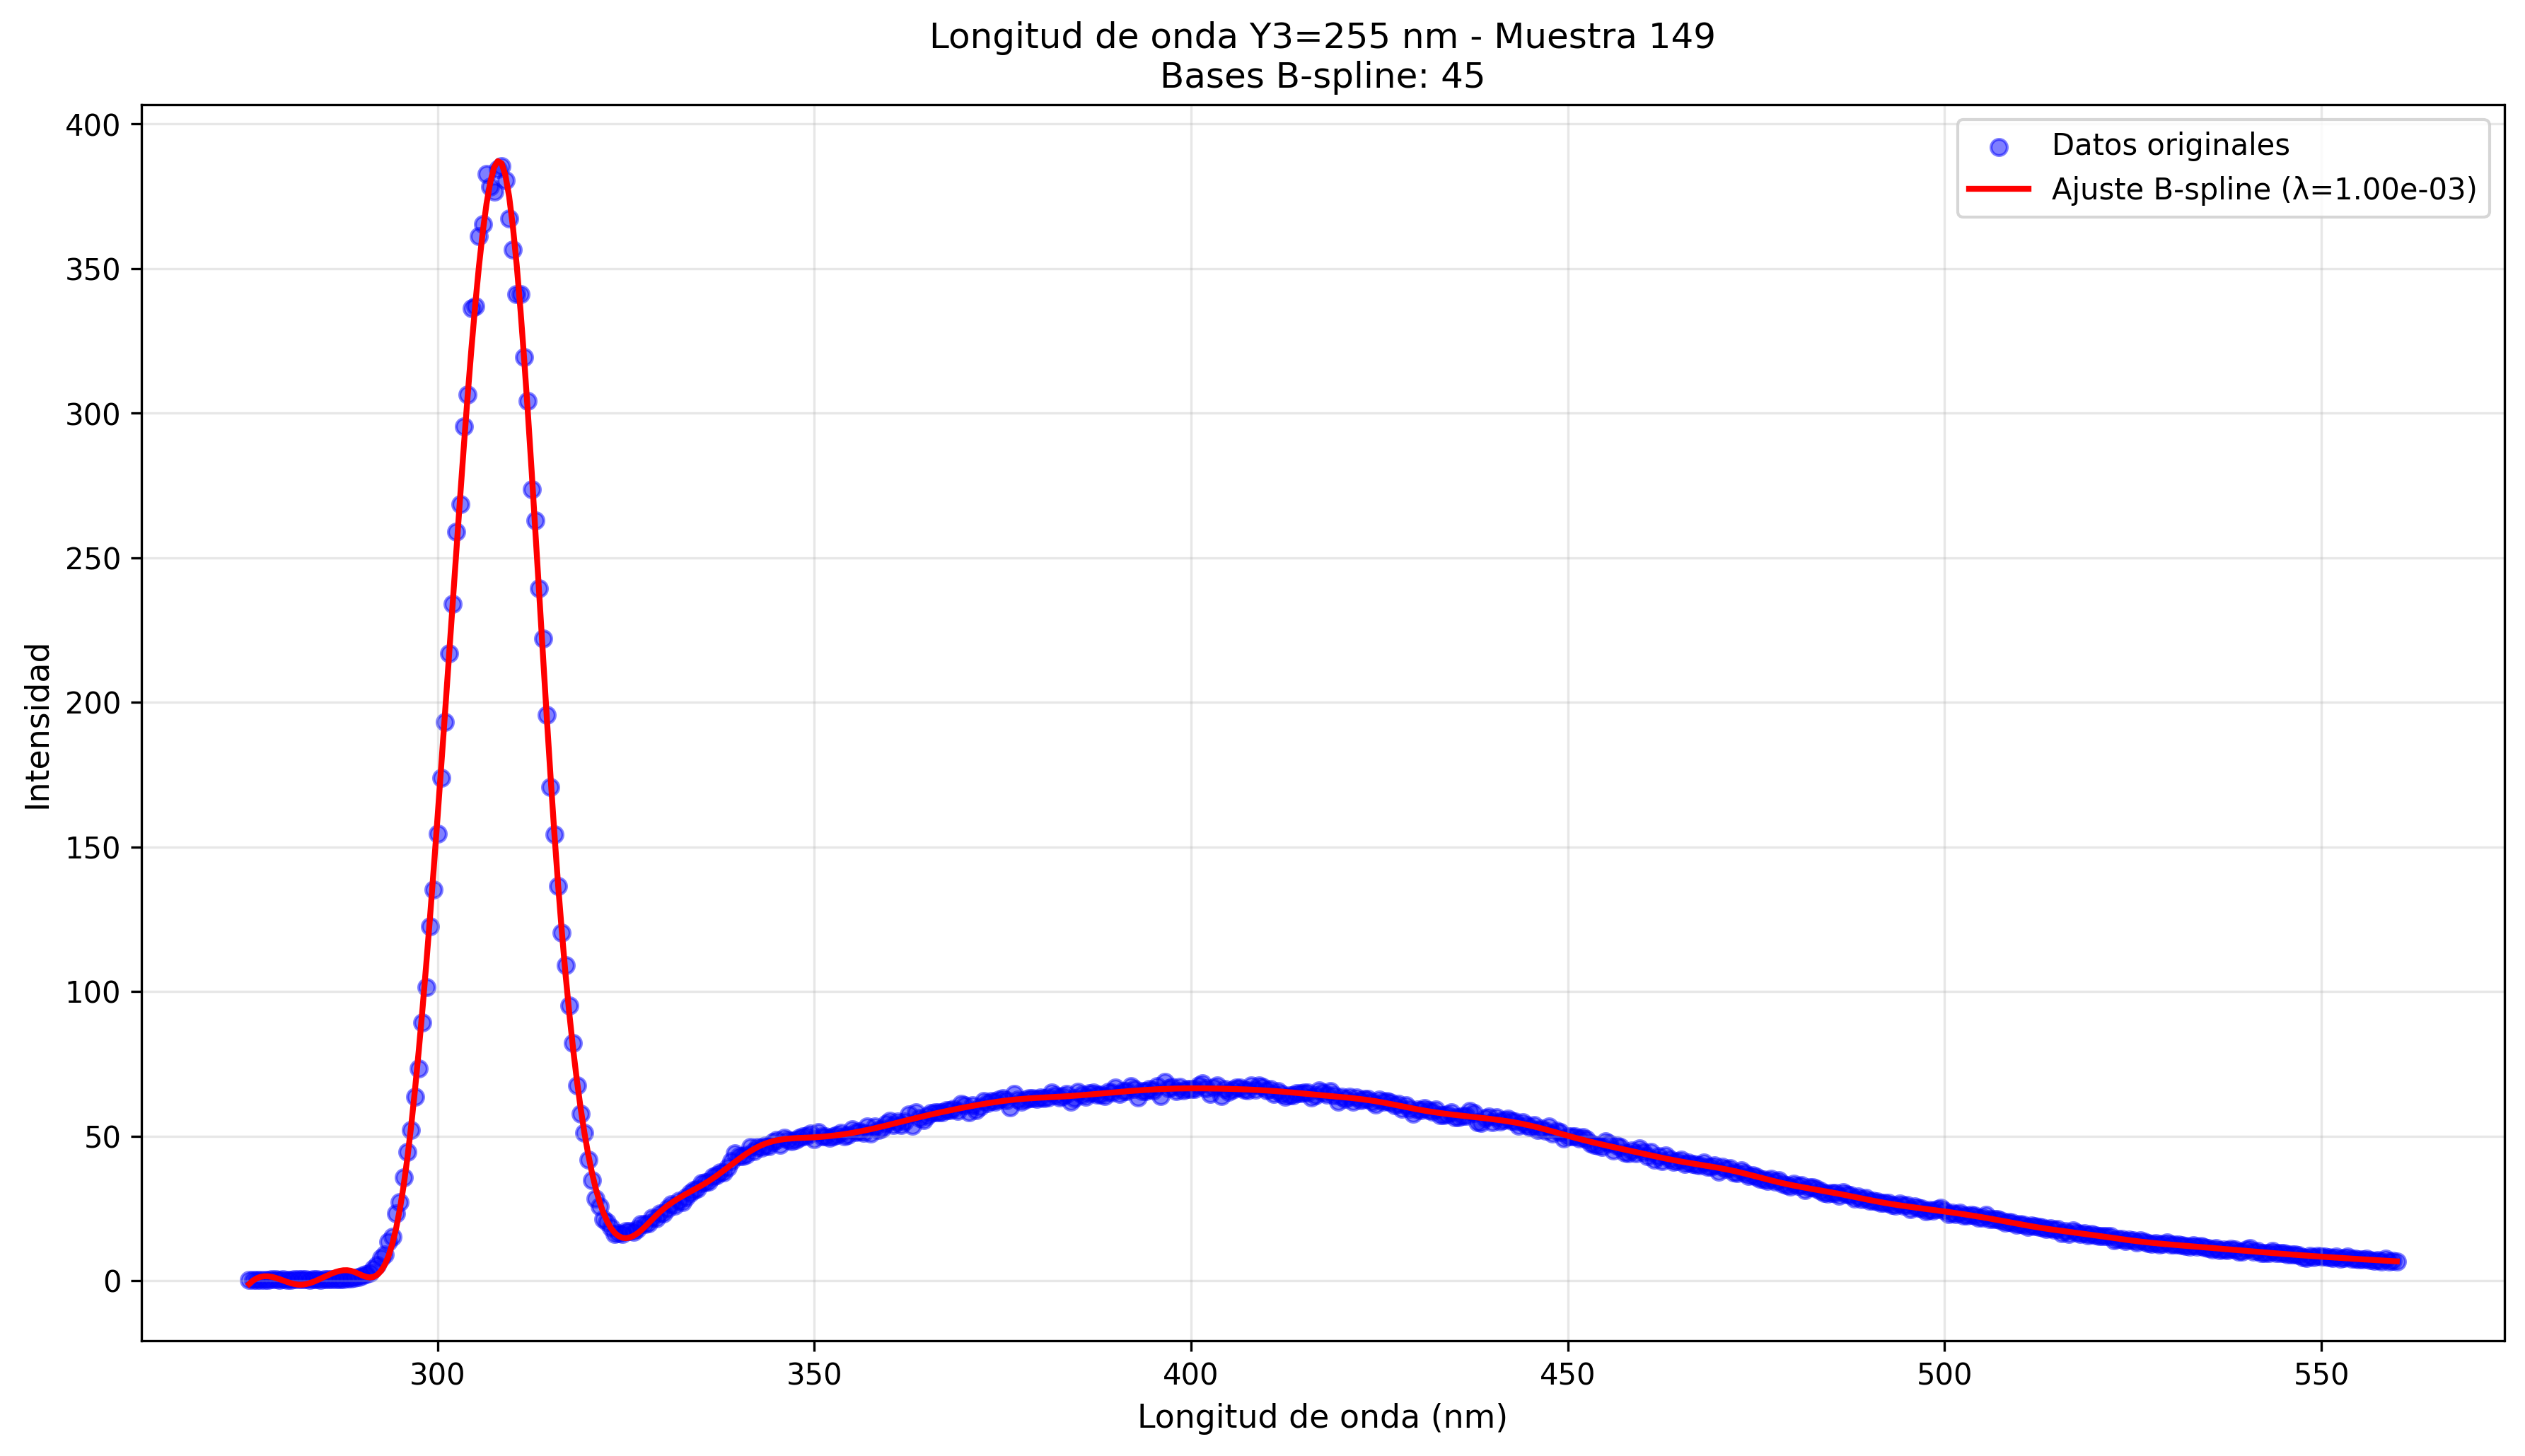 Longitud de onda Y3=255 nm - Muestra 149
Bases B-spline: 45
Datos originales
Ajuste B-spline (λ=1.00e-03)
400
350
300
250
200
150
100
50
0
Intensidad
300 350 400 450 500 550
Longitud de onda (nm)